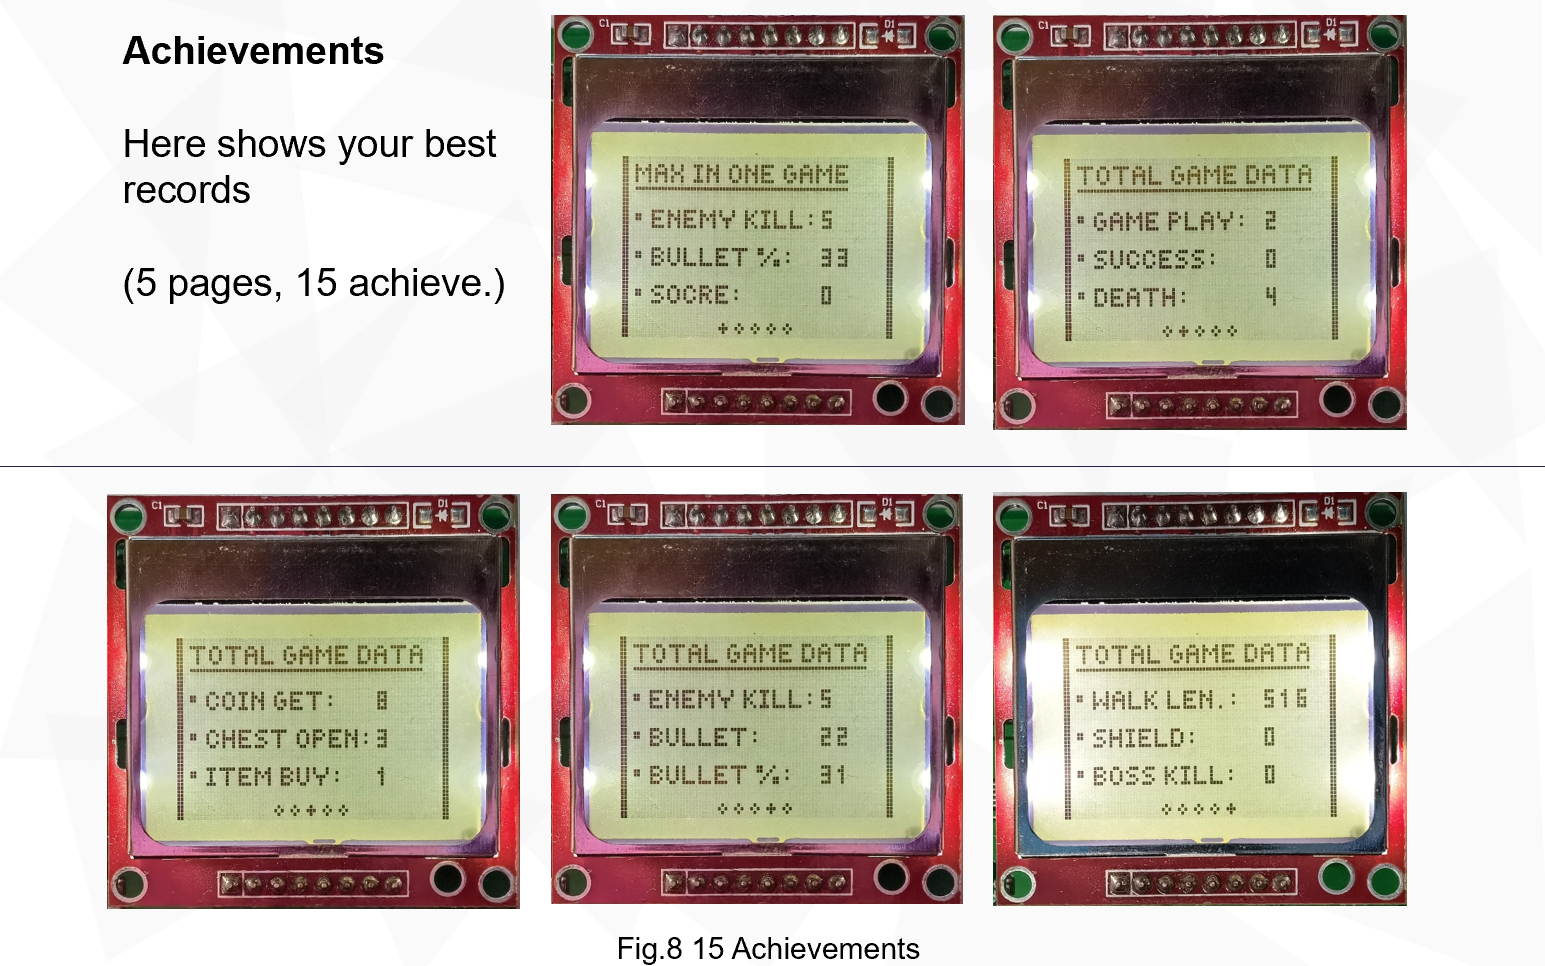 Achievements
Here shows your best
records
(5 pages, 15 achieve.)
C1 D1
MAX IN ONE GAME
ENEMY KILL:5
BULLET %: 33
SOCRE: 0
C1 D1
TOTAL GAME DATA
GAME PLAY: 2
SUCCESS: 0
DEATH: 4
C1 D1
TOTAL GAME DATA
COIN GET: 8
CHEST OPEN:3
ITEM BUY: 1
C1 D1
TOTAL GAME DATA
ENEMY KILL:5
BULLET: 22
BULLET %: 31
C1 D1
TOTAL GAME DATA
WALK LEN.: 516
SHIELD: 0
BOSS KILL: 0
Fig.8 15 Achievements